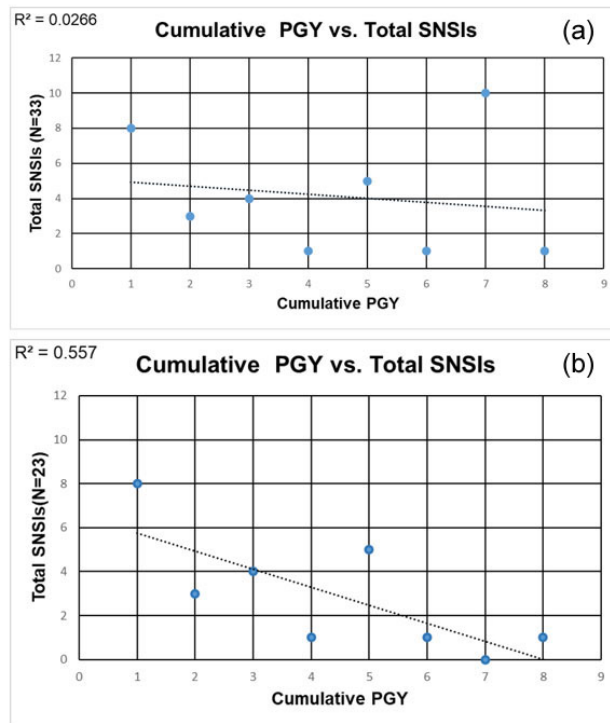 R² = 0.0266
Cumulative PGY vs. Total SNSIs
(a)
Total SNSIs (N=33)
12
10
8
6
4
2
0
0 1 2 3 4 5 6 7 8 9
Cumulative PGY
R² = 0.557
Cumulative PGY vs. Total SNSIs
(b)
Total SNSIs(N=23)
12
10
8
6
4
2
0
0 1 2 3 4 5 6 7 8 9
Cumulative PGY